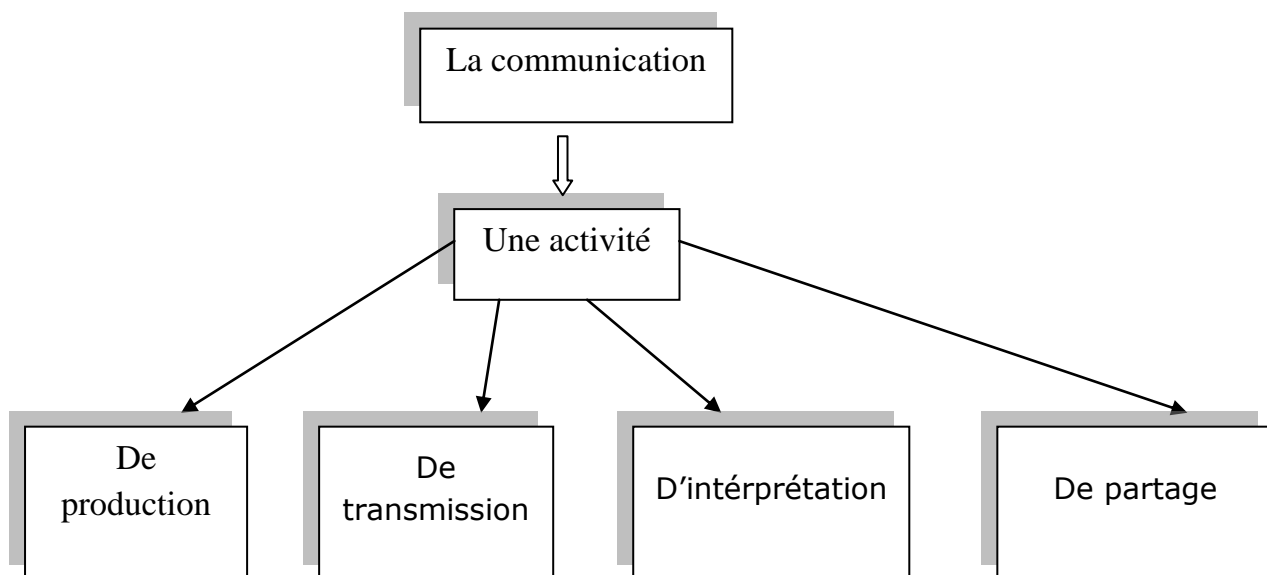 La communication
Une activité
De
production
De
transmission
D’intérprétation
De partage